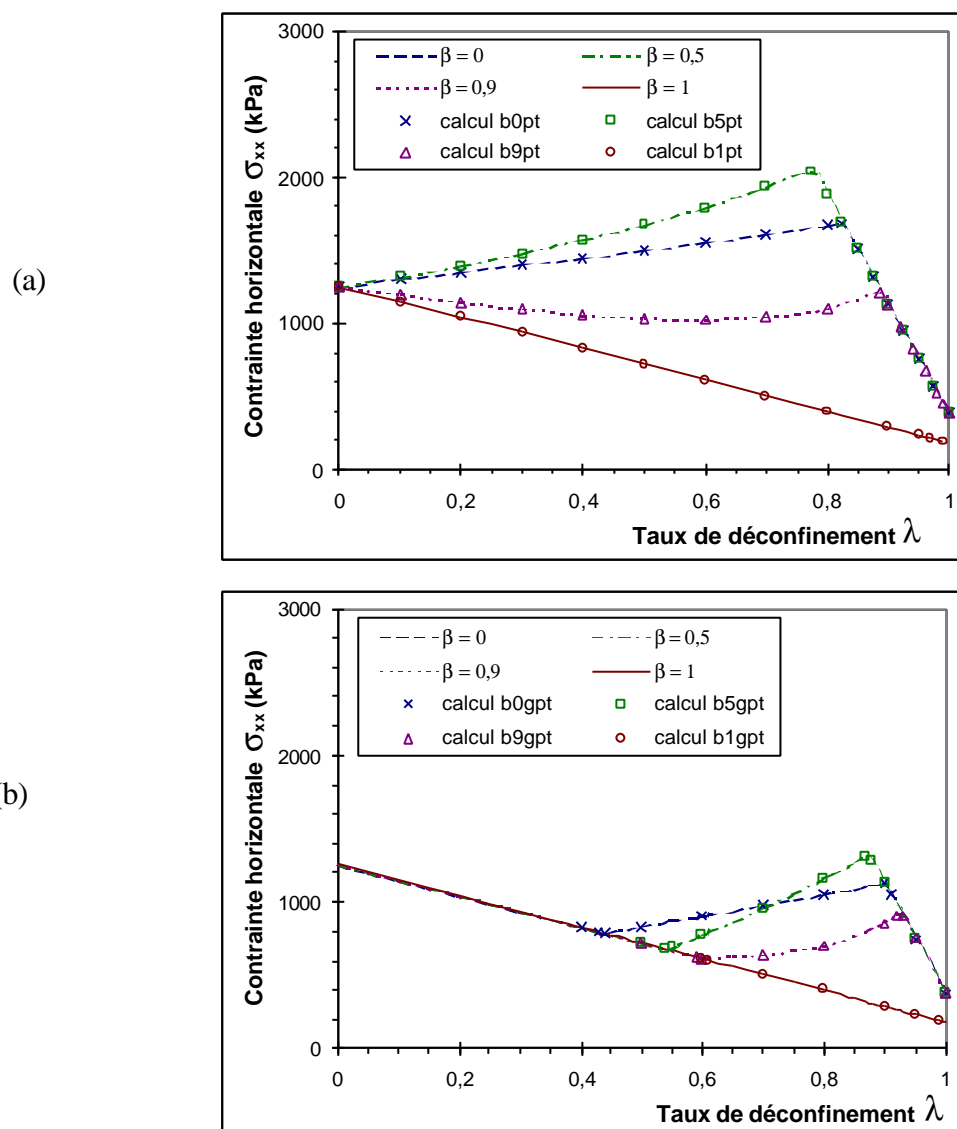 (a)
Contrainte horizontale σxx (kPa)
3000
2000
1000
0
β = 0
β = 0,5
β = 0,9
β = 1
calcul b0pt
calcul b5pt
calcul b9pt
calcul b1pt
0 0,2 0,4 0,6 0,8 1
Taux de déconfinement λ
(b)
Contrainte horizontale σxx (kPa)
3000
2000
1000
0
β = 0
β = 0,5
β = 0,9
β = 1
calcul b0gpt
calcul b5gpt
calcul b9gpt
calcul b1gpt
0 0,2 0,4 0,6 0,8 1
Taux de déconfinement λ